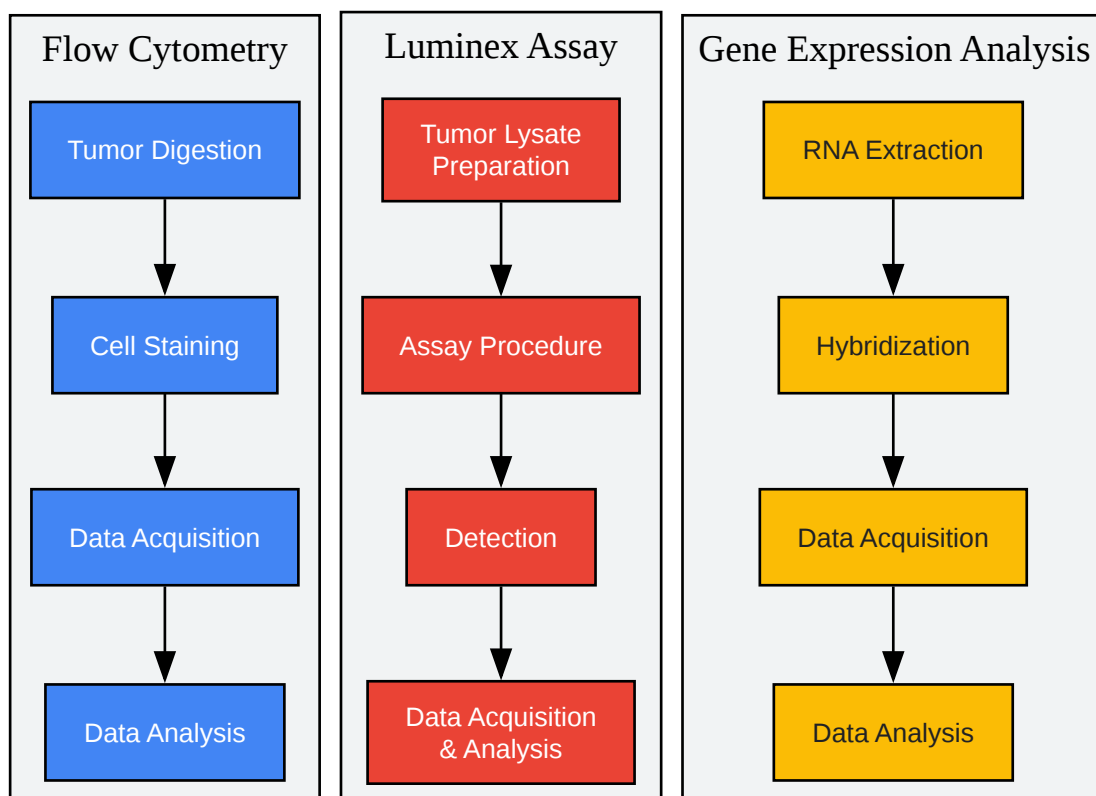 Flow Cytometry
Tumor Digestion
Cell Staining
Data Acquisition
Data Analysis
Luminex Assay
Tumor Lysate
Preparation
Assay Procedure
Detection
Data Acquisition
& Analysis
Gene Expression Analysis
RNA Extraction
Hybridization
Data Acquisition
Data Analysis